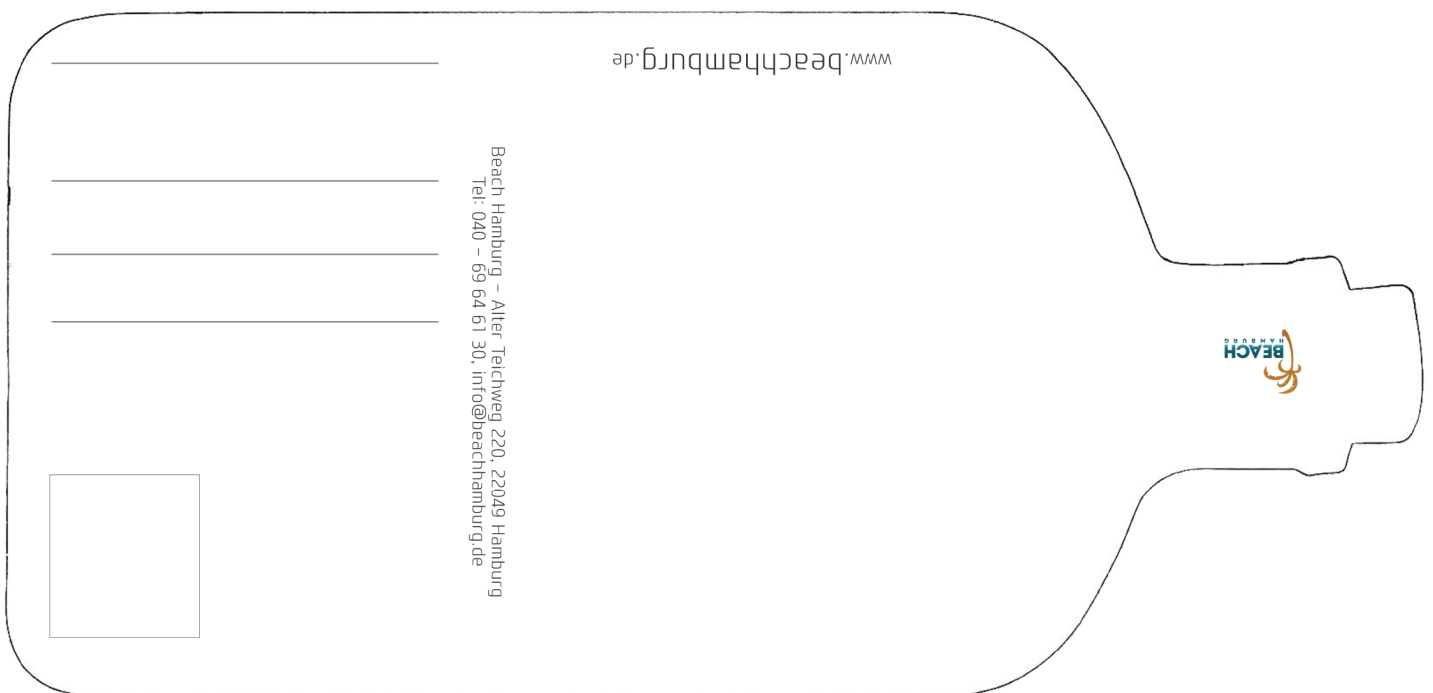 www.beachhamburg.de
Beach Hamburg - Alter Teichweg 220, 22049 Hamburg
Tel: 040 - 69 64 61 30, info@beachhamburg.de
BEACH
HAMBURG